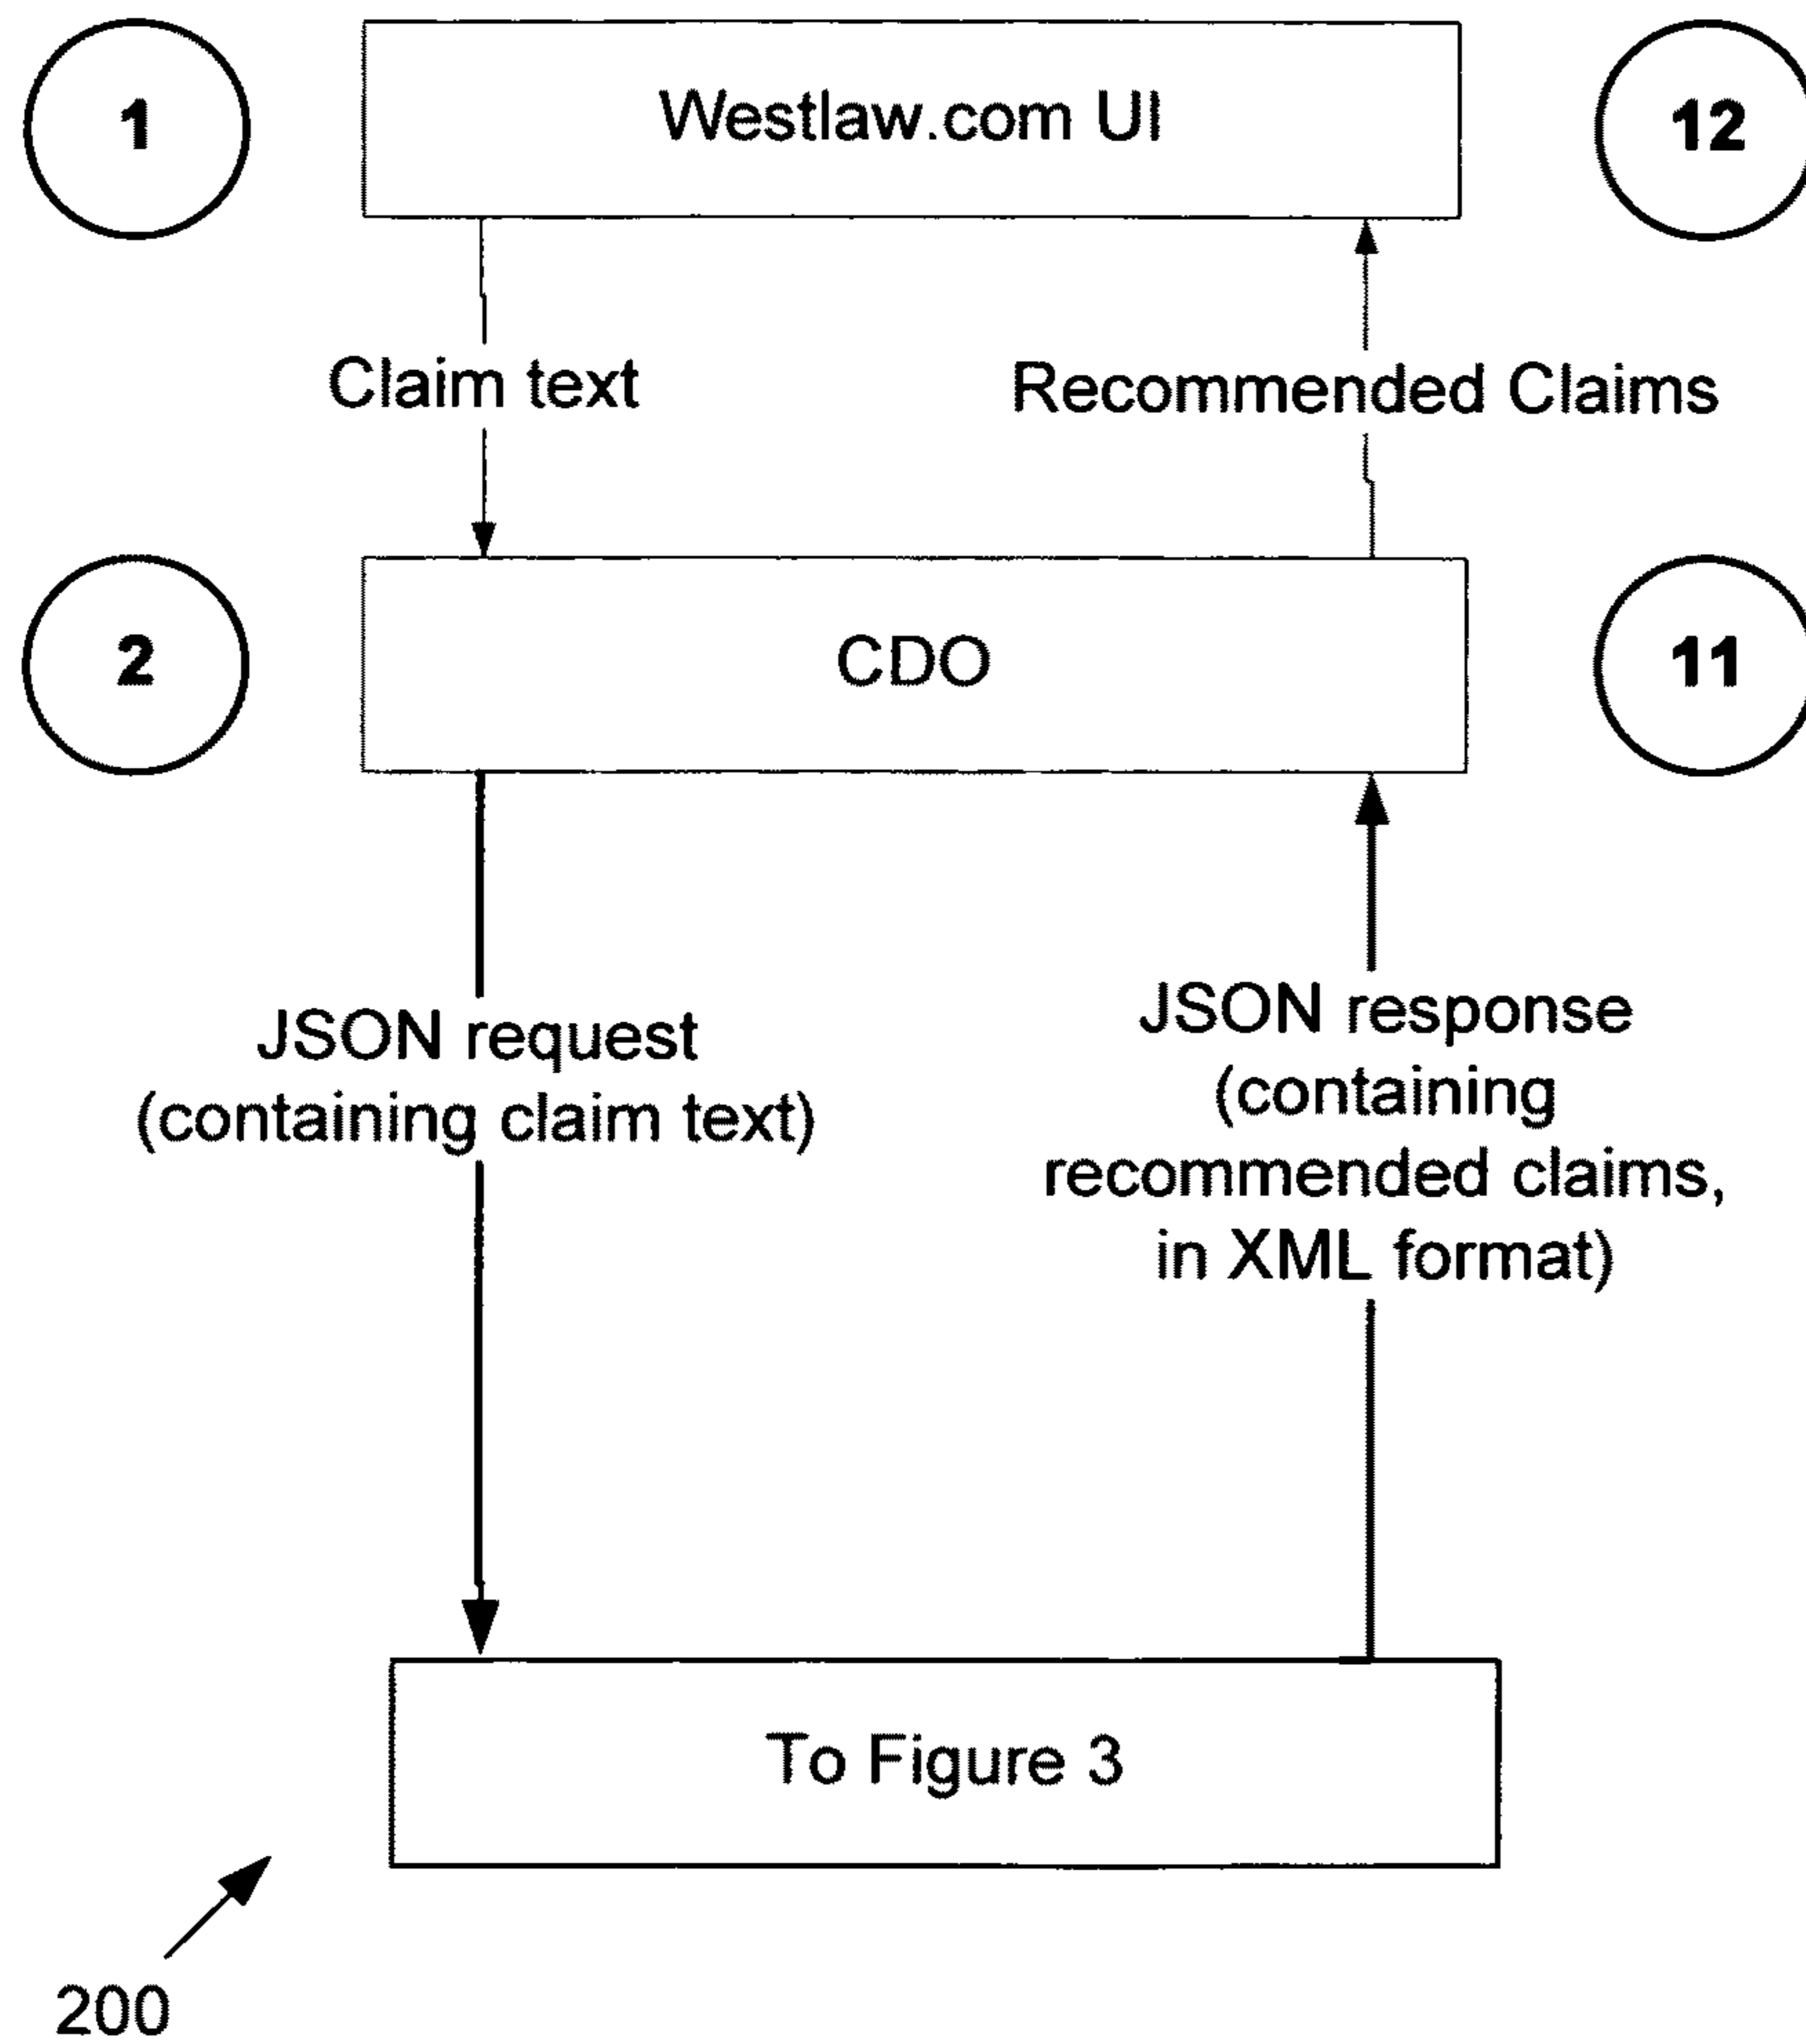 1
Westlaw.com UI
12
Claim text
Recommended Claims
2
CDO
11
JSON request
(containing claim text)
JSON response
(containing
recommended claims,
in XML format)
To Figure 3
200